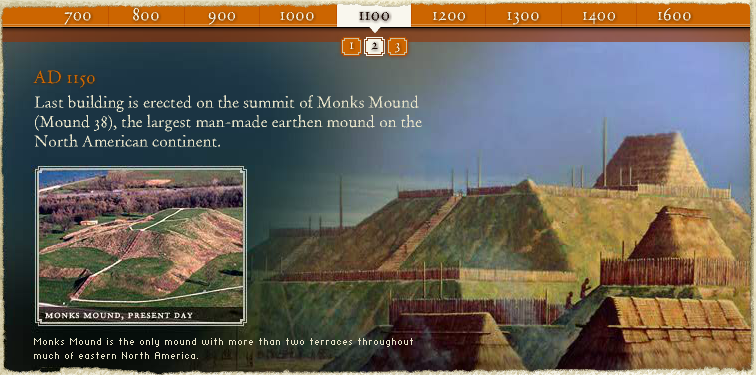 700 800 900 1000 1100 1200 1300 1400 1600
1 2 3
AD 1150
Last building is erected on the summit of Monks Mound
(Mound 38), the largest man-made earthen mound on the
North American continent.
MONKS MOUND, PRESENT DAY
Monks Mound is the only mound with more than two terraces throughout
much of eastern North America.